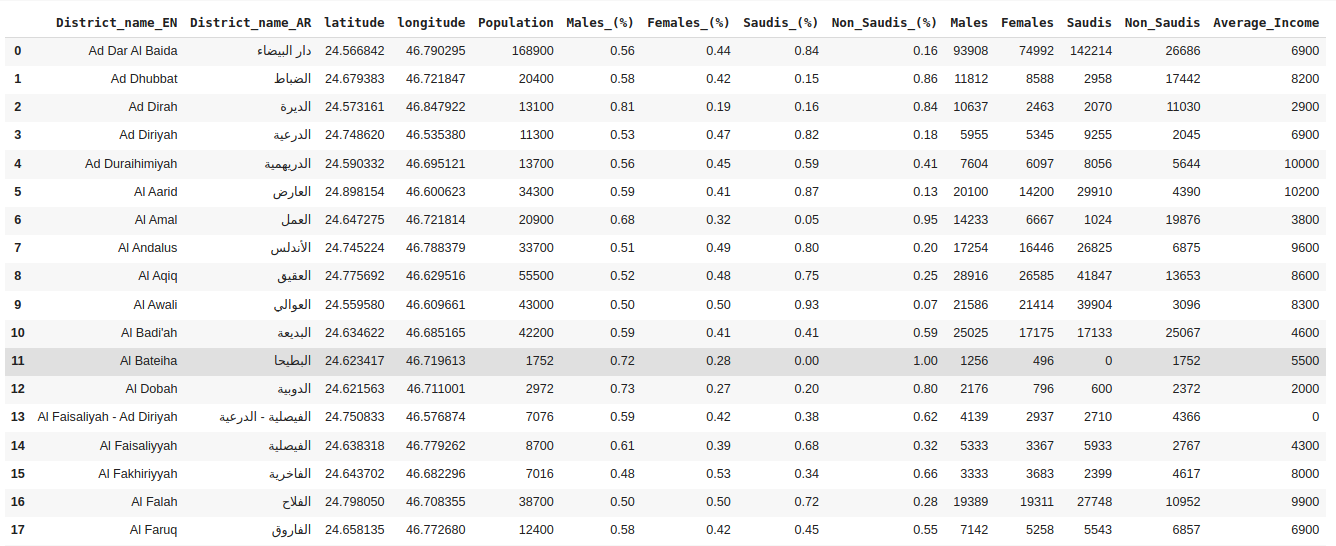 District_name_EN District_name_AR latitude longitude Population Males_(%) Females_(%) Saudis_(%) Non_Saudis_(%) Males Females Saudis Non_Saudis Average_Income
0 Ad Dar Al Baida دار البيضاء 24.566842 46.790295 168900 0.56 0.44 0.84 0.16 93908 74992 142214 26686 6900
1 Ad Dhubbat الضباط 24.679383 46.721847 20400 0.58 0.42 0.15 0.86 11812 8588 2958 17442 8200
2 Ad Dirah الديرة 24.573161 46.847922 13100 0.81 0.19 0.16 0.84 10637 2463 2070 11030 2900
3 Ad Diriyah الدرعية 24.748620 46.535380 11300 0.53 0.47 0.82 0.18 5955 5345 9255 2045 6900
4 Ad Duraihimiyah الدريهمية 24.590332 46.695121 13700 0.56 0.45 0.59 0.41 7604 6097 8056 5644 10000
5 Al Aarid العارض 24.898154 46.600623 34300 0.59 0.41 0.87 0.13 20100 14200 29910 4390 10200
6 Al Amal العمل 24.647275 46.721814 20900 0.68 0.32 0.05 0.95 14233 6667 1024 19876 3800
7 Al Andalus الأندلس 24.745224 46.788379 33700 0.51 0.49 0.80 0.20 17254 16446 26825 6875 9600
8 Al Aqiq العقيق 24.775692 46.629516 55500 0.52 0.48 0.75 0.25 28916 26585 41847 13653 8600
9 Al Awali العوالي 24.559580 46.609661 43000 0.50 0.50 0.93 0.07 21586 21414 39904 3096 8300
10 Al Badi'ah البديعة 24.634622 46.685165 42200 0.59 0.41 0.41 0.59 25025 17175 17133 25067 4600
11 Al Bateiha البطيحا 24.623417 46.719613 1752 0.72 0.28 0.00 1.00 1256 496 0 1752 5500
12 Al Dobah الدوبية 24.621563 46.711001 2972 0.73 0.27 0.20 0.80 2176 796 600 2372 2000
13 Al Faisaliyah - Ad Diriyah الفيصلية - الدرعية 24.750833 46.576874 7076 0.59 0.42 0.38 0.62 4139 2937 2710 4366 0
14 Al Faisaliyyah الفيصلية 24.638318 46.779262 8700 0.61 0.39 0.68 0.32 5333 3367 5933 2767 4300
15 Al Fakhiriyyah الفاخرية 24.643702 46.682296 7016 0.48 0.53 0.34 0.66 3333 3683 2399 4617 8000
16 Al Falah الفلاح 24.798050 46.708355 38700 0.50 0.50 0.72 0.28 19389 19311 27748 10952 9900
17 Al Faruq الفاروق 24.658135 46.772680 12400 0.58 0.42 0.45 0.55 7142 5258 5543 6857 6900